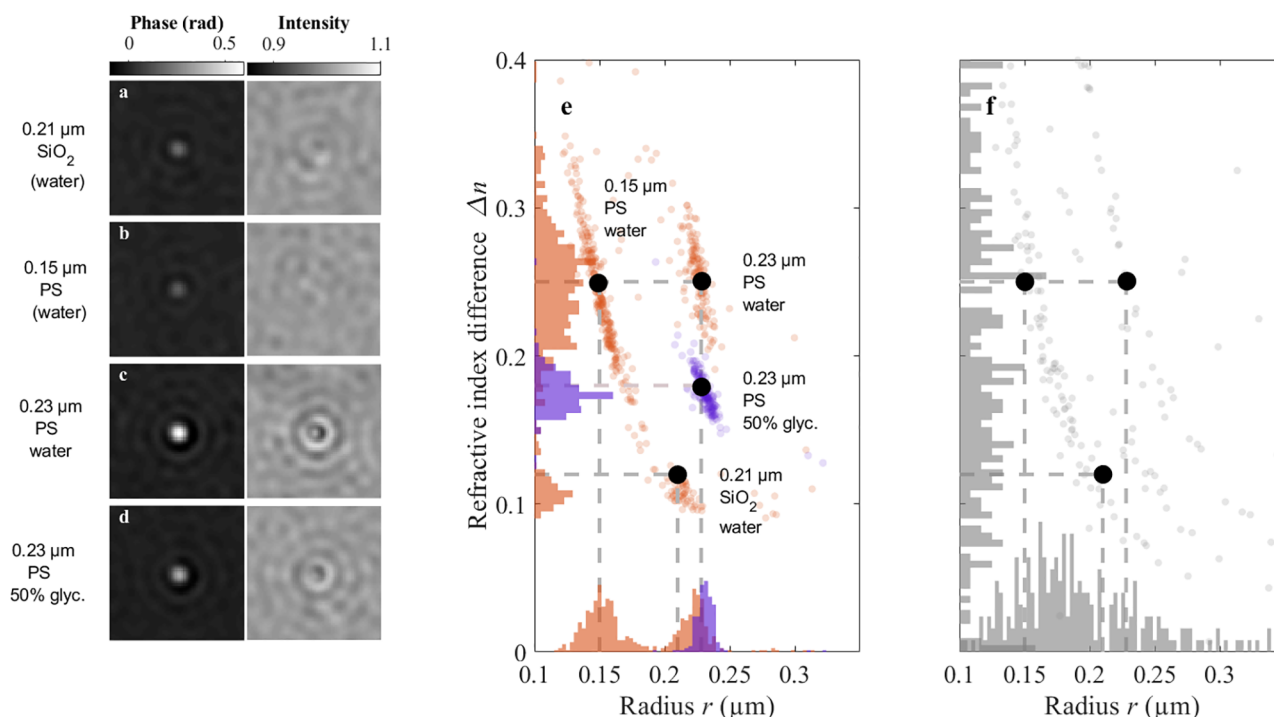 Phase (rad)
Intensity
0
0.5
0.9
1.1
a
0.21 µm
SiO2
(water)
b
0.15 µm
PS
(water)
c
0.23 µm
PS
water
d
0.23 µm
PS
50% glyc.
Refractive index difference Δn
0.4
0.3
0.2
0.1
0
e
0.15 µm
PS
water
0.23 µm
PS
water
0.23 µm
PS
50% glyc.
0.21 µm
SiO2
water
0.1
0.15
0.2
0.25
0.3
Radius r (µm)
f
0.1
0.15
0.2
0.25
0.3
Radius r (µm)